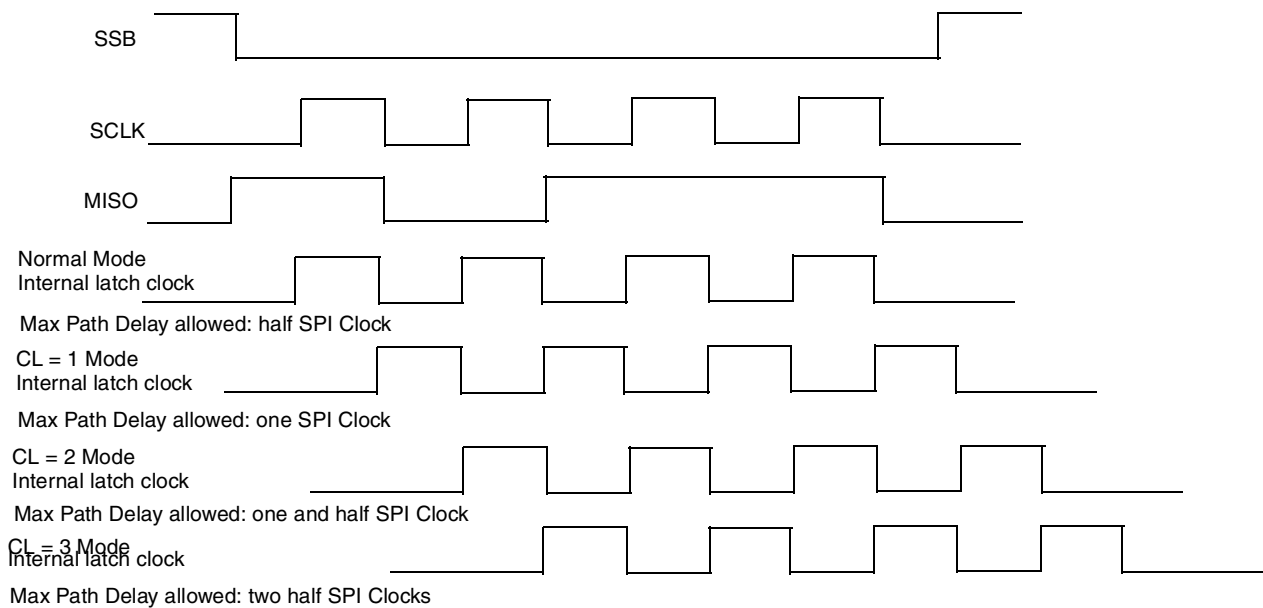 SSB
SCLK
MISO
Normal Mode
Internal latch clock
Max Path Delay allowed: half SPI Clock
CL = 1 Mode
Internal latch clock
Max Path Delay allowed: one SPI Clock
CL = 2 Mode
Internal latch clock
Max Path Delay allowed: one and half SPI Clock
CL = 3 Mode
Internal latch clock
Max Path Delay allowed: two half SPI Clocks